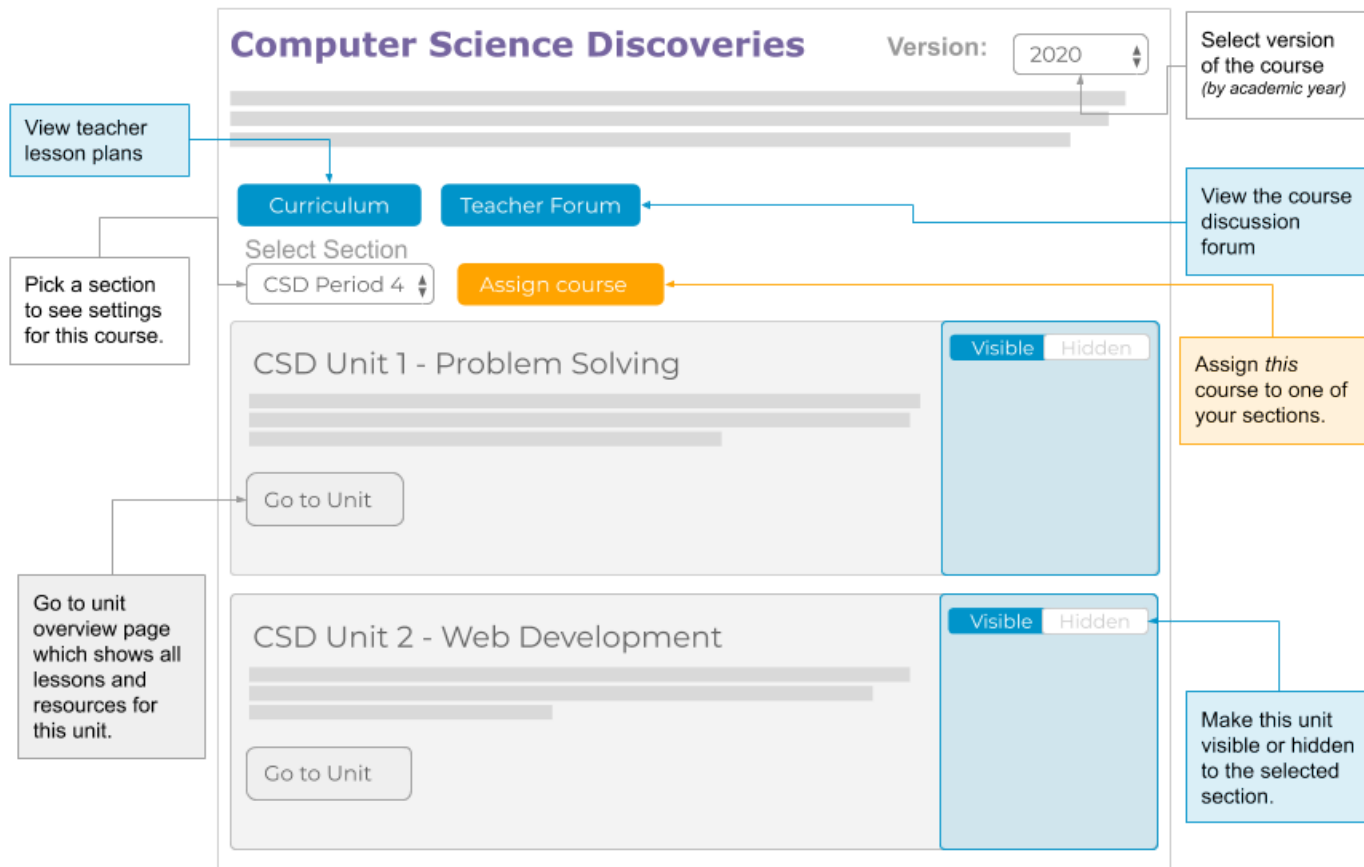 Computer Science Discoveries
Version:
2020
Select version
of the course
(by academic year)
View teacher
lesson plans
Curriculum
Teacher Forum
View the course
discussion
forum
Select Section
CSD Period 4
Assign course
Pick a section
to see settings
for this course.
Assign this
course to one of
your sections.
CSD Unit 1 - Problem Solving
Visible
Hidden
Go to Unit
Go to unit
overview page
which shows all
lessons and
resources for
this unit.
CSD Unit 2 - Web Development
Visible
Hidden
Go to Unit
Make this unit
visible or hidden
to the selected
section.